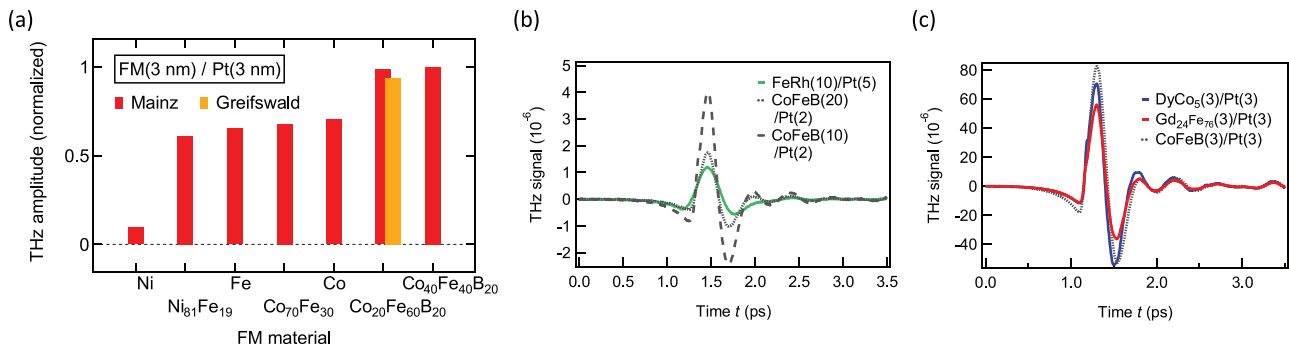 (a)
THz amplitude (normalized)
1
0.5
0
FM(3 nm) / Pt(3 nm)
Mainz Greifswald
Ni Fe Co Co40Fe40B20
Ni81Fe19 Co70Fe30 Co20Fe60B20
FM material
(b)
THz signal (10-6)
5
4
3
2
1
0
-1
-2
FeRh(10)/Pt(5)
CoFeB(20)
/Pt(2)
CoFeB(10)
/Pt(2)
0.0 0.5 1.0 1.5 2.0 2.5 3.0 3.5
Time t (ps)
(c)
THz signal (10-6)
80
60
40
20
0
-20
-40
DyCo5(3)/Pt(3)
Gd24Fe76(3)/Pt(3)
CoFeB(3)/Pt(3)
0.0 1.0 2.0 3.0
Time t (ps)